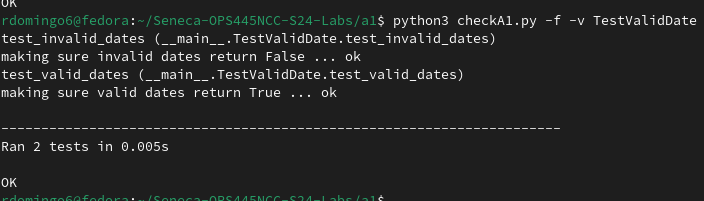 OK
rdomingo6@fedora:~/Seneca-OPS445NCC-S24-Labs/a1$ python3 checkA1.py -f -v TestValidDate
test_invalid_dates (__main__.TestValidDate.test_invalid_dates)
making sure invalid dates return False ... ok
test_valid_dates (__main__.TestValidDate.test_valid_dates)
making sure valid dates return True ... ok

----------------------------------------------------------------------
Ran 2 tests in 0.005s

OK
rdomingo6@fedora:~/Seneca-OPS445NCC-S24-Labs/a1$